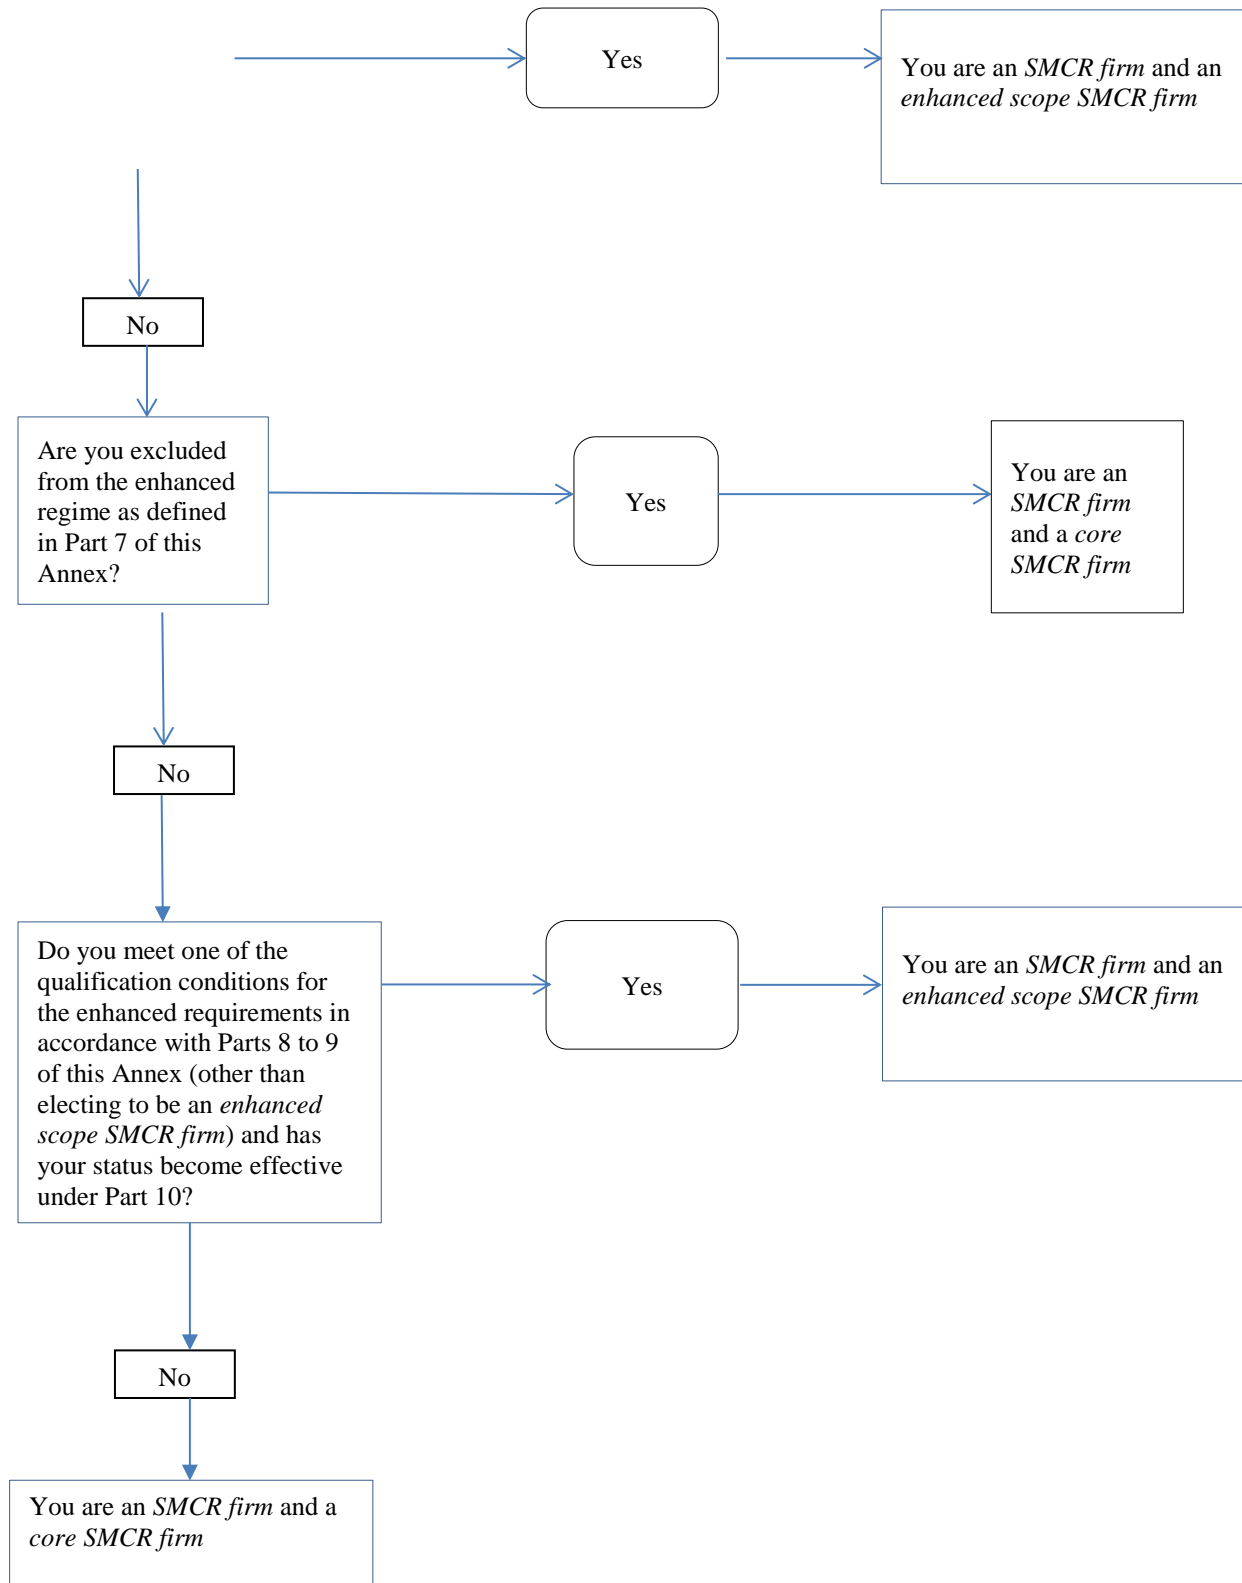 Yes
You are an SMCR firm and an
enhanced scope SMCR firm
No
Are you excluded
from the enhanced
regime as defined
in Part 7 of this
Annex?
Yes
You are an
SMCR firm
and a core
SMCR firm
No
Do you meet one of the
qualification conditions for
the enhanced requirements in
accordance with Parts 8 to 9
of this Annex (other than
electing to be an enhanced
scope SMCR firm) and has
your status become effective
under Part 10?
Yes
You are an SMCR firm and an
enhanced scope SMCR firm
No
You are an SMCR firm and a
core SMCR firm